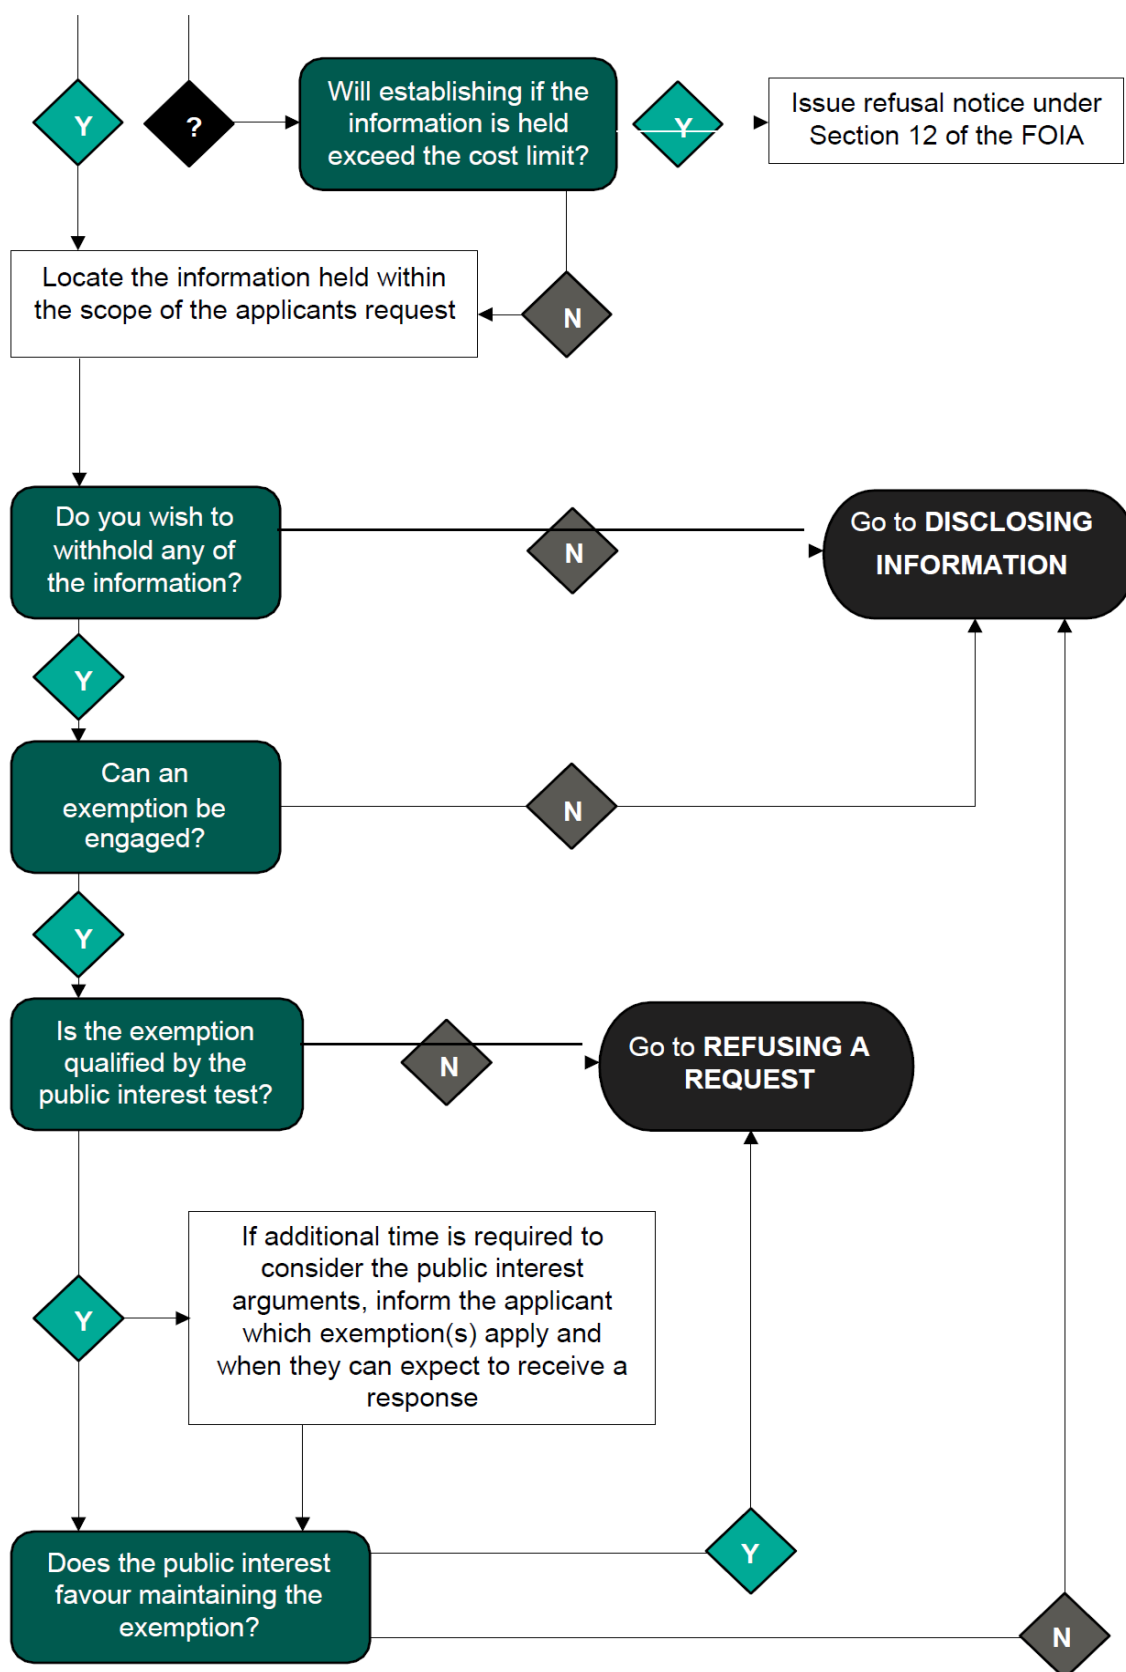 Y
?
Will establishing if the
information is held
exceed the cost limit?
Y
Issue refusal notice under
Section 12 of the FOIA
Locate the information held within
the scope of the applicants request
N
Do you wish to
withhold any of
the information?
N
Go to DISCLOSING
INFORMATION
Y
Can an
exemption be
engaged?
N
Y
Is the exemption
qualified by the
public interest test?
N
Go to REFUSING A
REQUEST
If additional time is required to
consider the public interest
arguments, inform the applicant
which exemption(s) apply and
when they can expect to receive a
response
Y
Does the public interest
favour maintaining the
exemption?
Y
N